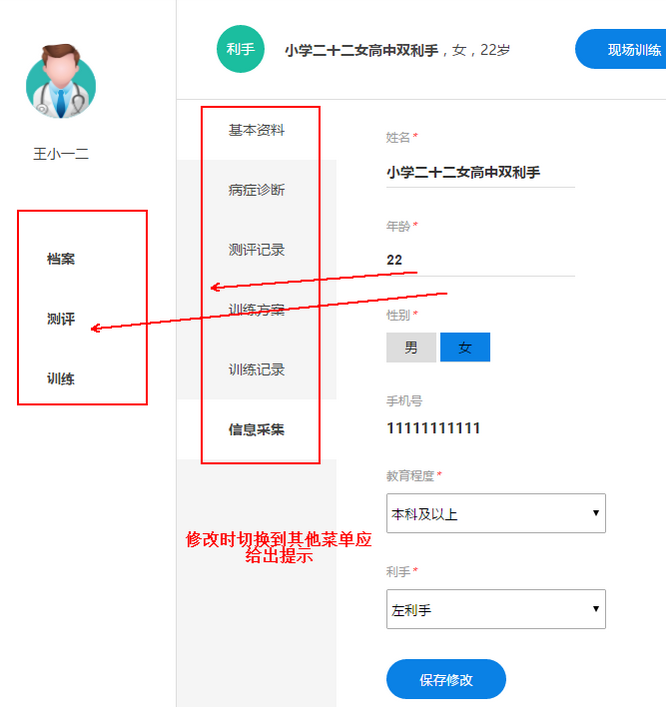 利手
小学二十二女高中双利手，女，22岁
现场训练
王小一二
档案
测评
训练
基本资料
病症诊断
测评记录
训练方案
训练记录
信息采集
修改时切换到其他菜单应
给出提示
姓名*
小学二十二女高中双利手
年龄*
22
性别*
男
女
手机号
11111111111
教育程度*
本科及以上
利手*
左利手
保存修改